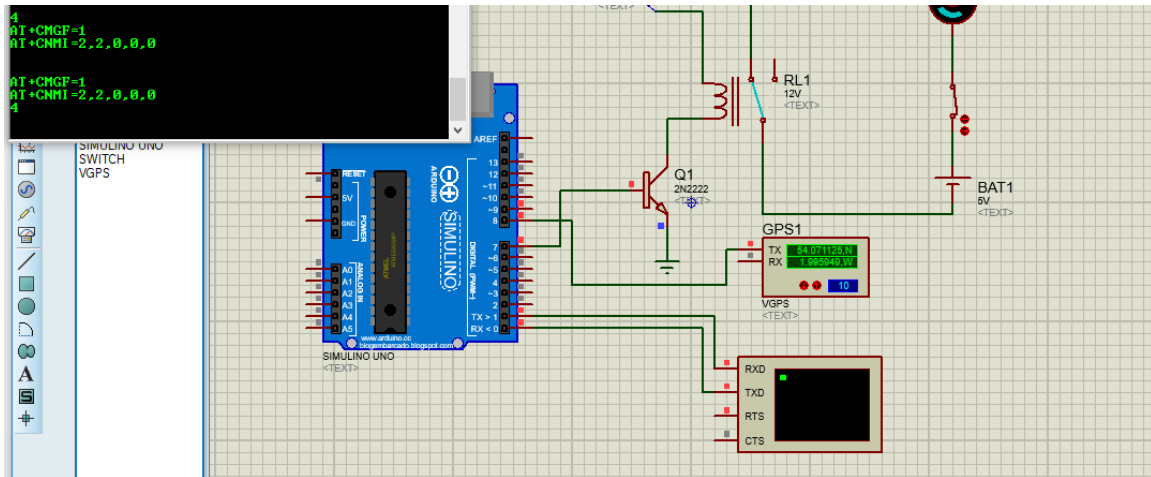 4
AT+CMGF=1
AT+CNMI=2,2,0,0,0
AT+CMGF=1
AT+CNMI=2,2,0,0,0
4
SIMULINO UNO
SWITCH
VGPS
A
S
<TEXT>
RL1
12V
<TEXT>
Q1
2N2222
<TEXT>
BAT1
5V
<TEXT>
GPS1
TX
RX
54.071125,N
1.995949,W
10
VGPS
<TEXT>
RXD
TXD
RTS
CTS
AREF
13
12
~11
~10
~9
8
7
~6
~5
4
~3
2
TX > 1
RX < 0
DIGITAL (PWM~)
RESET
5V
GND
POWER
A0
A1
A2
A3
A4
A5
ANALOG IN
ATMEL
ARDUINO
SIMULINO
www.arduino.cc
blogembarcado.blogspot.com
SIMULINO UNO
<TEXT>